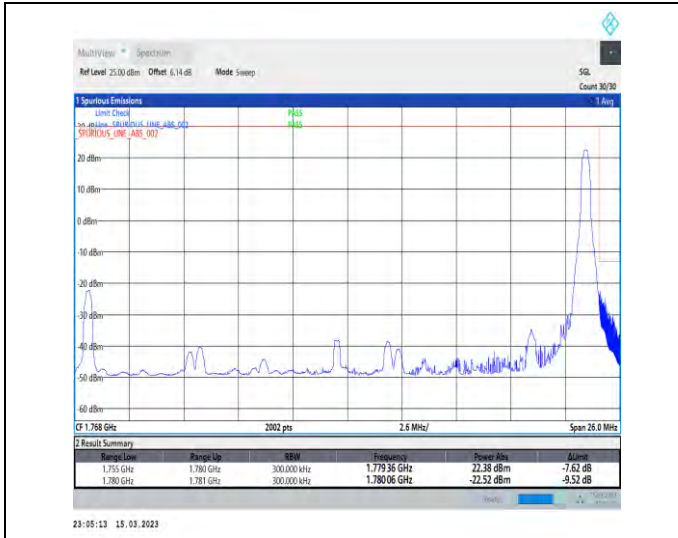 MultiView Spectrum
Ref Level 25.00 dBm Offset 6.14 dB Mode Sweep SGL
Count 30/30
1 Spurious Emissions 1 Avg
Limit Check PASS
Line SPURIOUS_LINE_ABS_002 PASS
SPURIOUS_LINE_ABS_002
20 dBm
10 dBm
0 dBm
-10 dBm
-20 dBm
-30 dBm
-40 dBm
-50 dBm
-60 dBm
CF 1.768 GHz 2002 pts 2.6 MHz/ Span 26.0 MHz
2 Result Summary
Range Low Range Up RBW Frequency Power Abs ΔLimit
1.755 GHz 1.780 GHz 300.000 kHz 1.779 36 GHz 22.38 dBm -7.62 dB
1.780 GHz 1.781 GHz 300.000 kHz 1.780 06 GHz -22.52 dBm -9.52 dB
Ready
23:05:13 15.03.2023